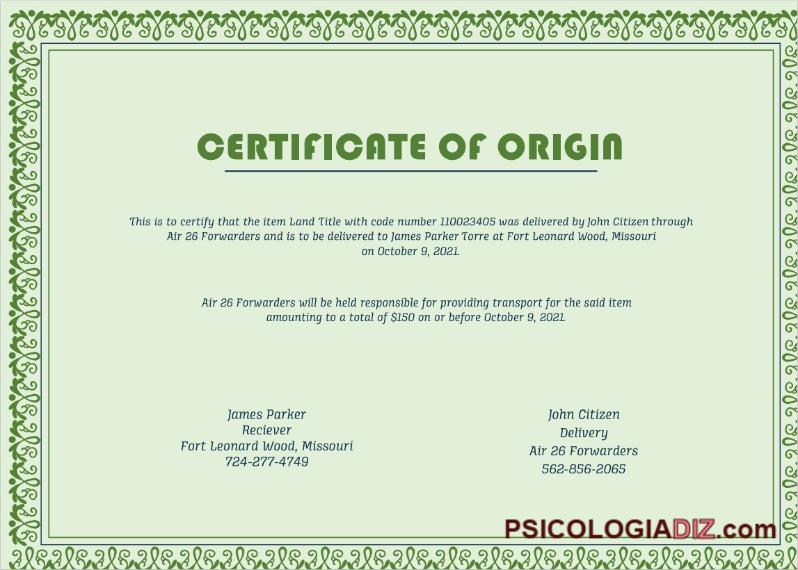 CERTIFICATE OF ORIGIN
This is to certify that the item Land Title with code number 110023405 was delivered by John Citizen through
Air 26 Forwarders and is to be delivered to James Parker Torre at Fort Leonard Wood, Missouri
on October 9, 2021.
Air 26 Forwarders will be held responsible for providing transport for the said item
amounting to a total of $150 on or before October 9, 2021.
James Parker
Reciever
Fort Leonard Wood, Missouri
724-277-4749
John Citizen
Delivery
Air 26 Forwarders
562-856-2065
PSICOLOGIADIZ.com